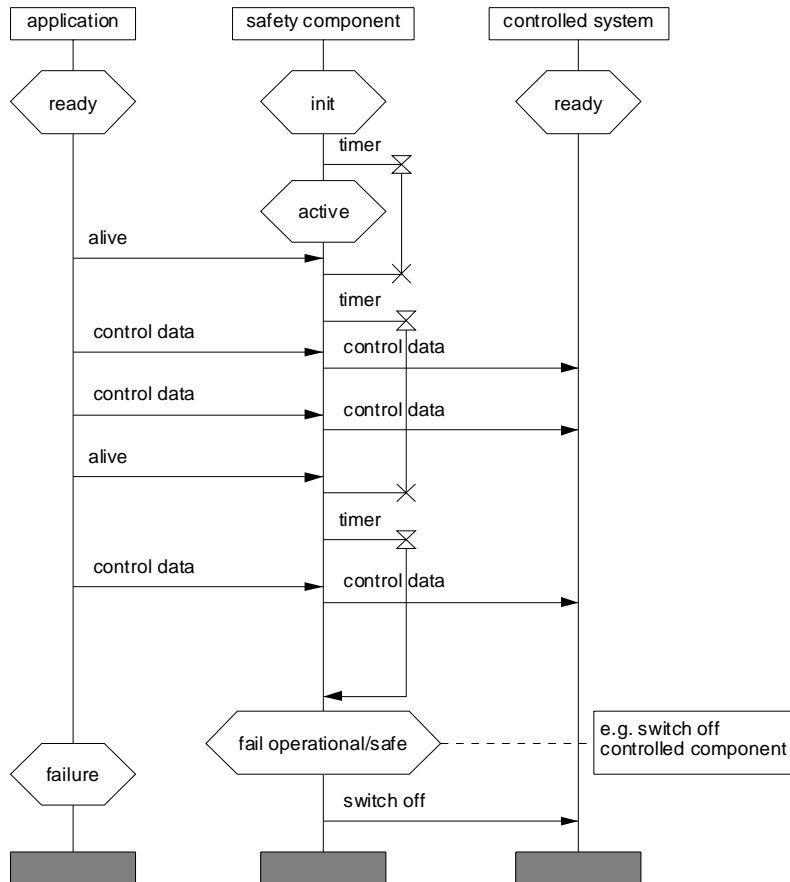 application
safety component
controlled system
ready
init
ready
timer
active
alive
timer
control data
control data
control data
control data
alive
timer
control data
control data
fail operational/safe
e.g. switch off
controlled component
failure
switch off